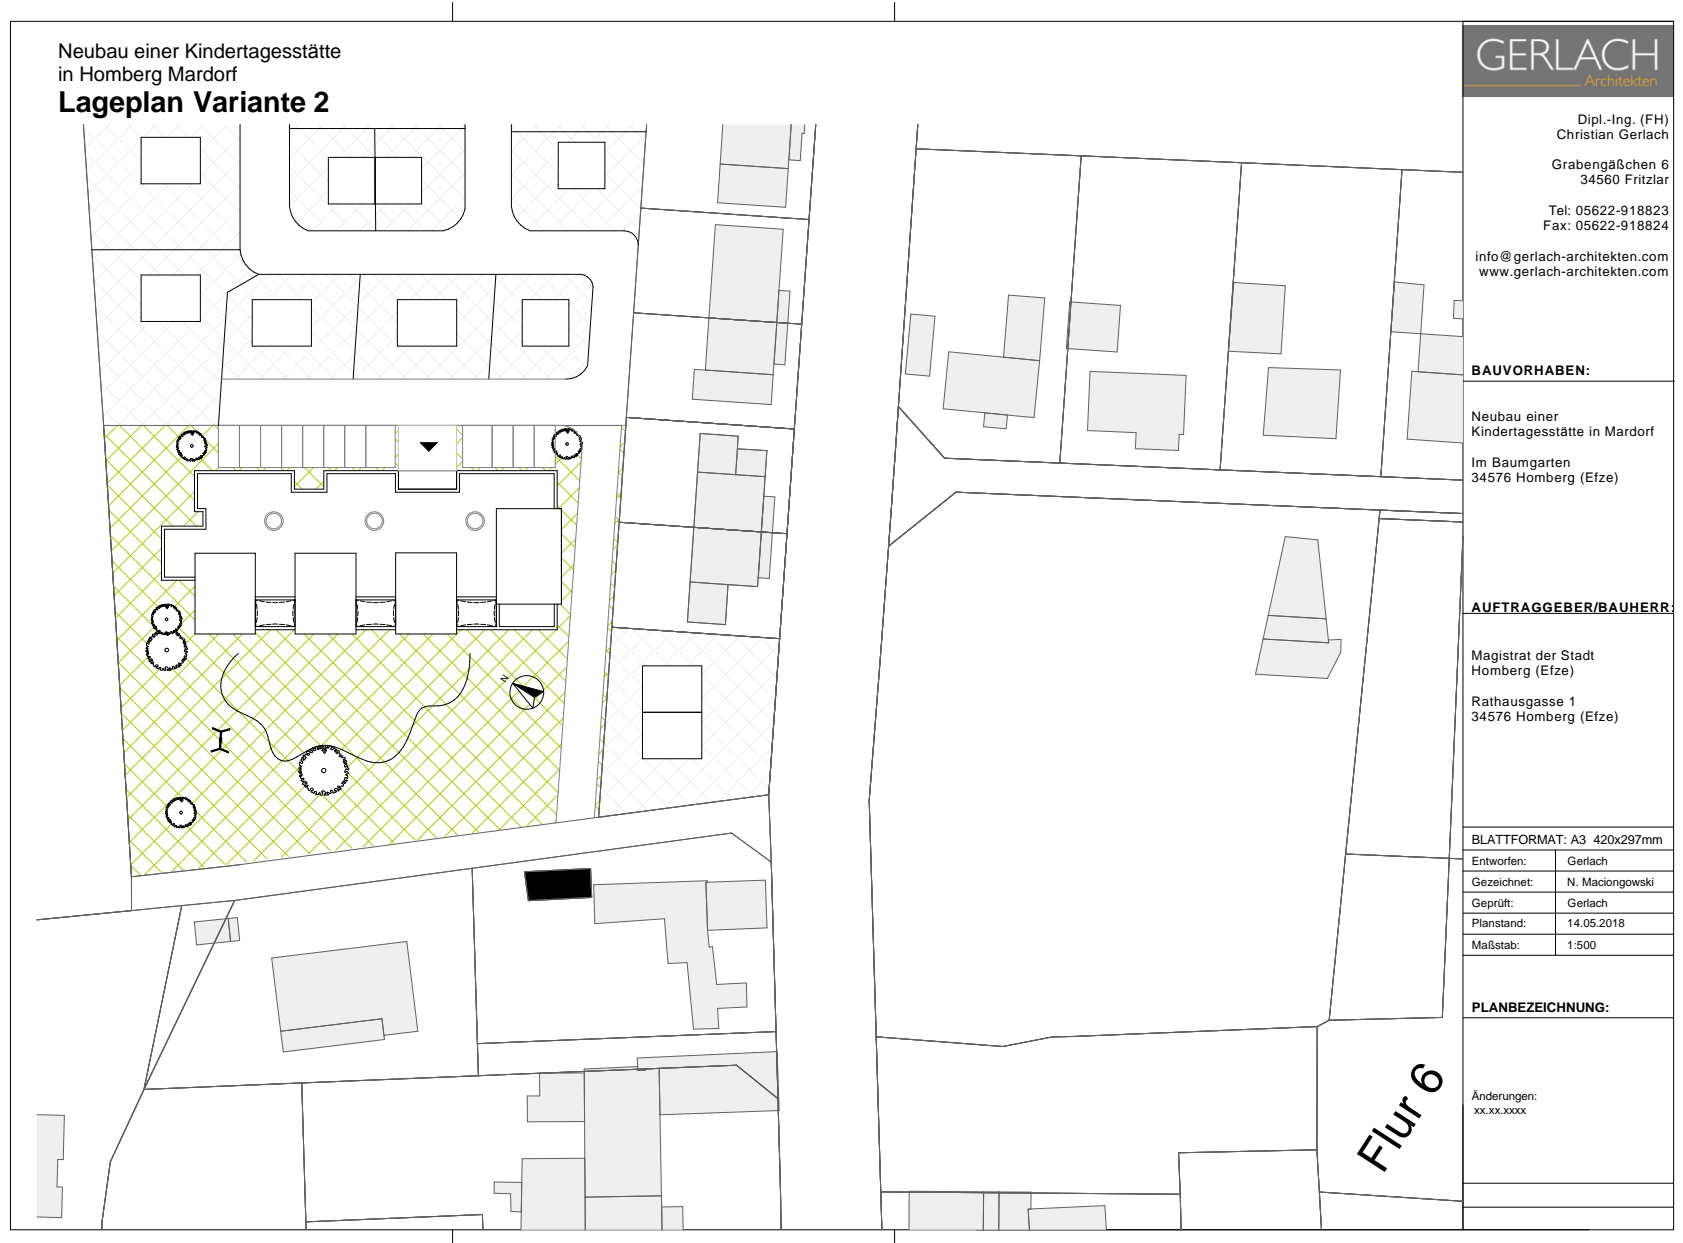 Neubau einer Kindertagesstätte
in Homberg Mardorf
Lageplan Variante 2
N
Flur 6
GERLACH
Architekten
Dipl.-Ing. (FH)
Christian Gerlach
Grabengäßchen 6
34560 Fritzlar
Tel: 05622-918823
Fax: 05622-918824
info@gerlach-architekten.com
www.gerlach-architekten.com
BAUVORHABEN:
Neubau einer
Kindertagesstätte in Mardorf
Im Baumgarten
34576 Homberg (Efze)
AUFTRAGGEBER/BAUHERR:
Magistrat der Stadt
Homberg (Efze)
Rathausgasse 1
34576 Homberg (Efze)
BLATTFORMAT: A3 420x297mm
Entworfen: Gerlach
Gezeichnet: N. Maciongowski
Geprüft: Gerlach
Planstand: 14.05.2018
Maßstab: 1:500
PLANBEZEICHNUNG:
Änderungen:
xx.xx.xxxx